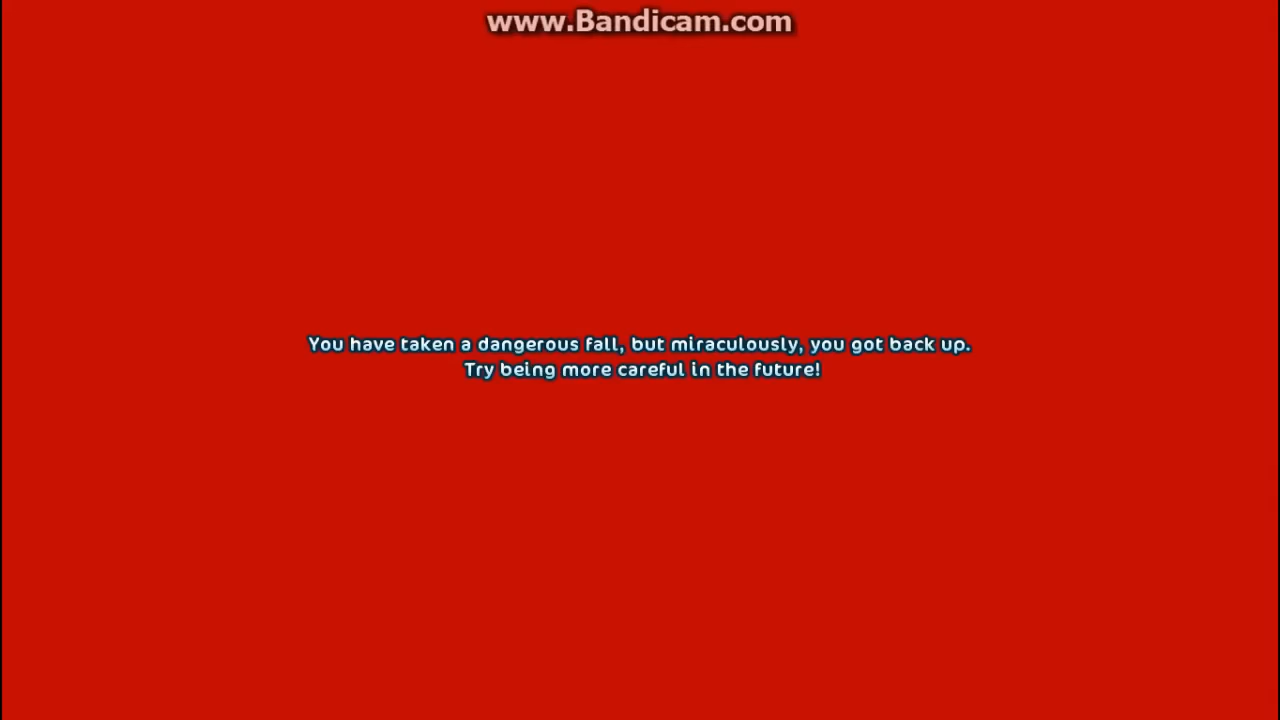 www.Bandicam.com
You have taken a dangerous fall, but miraculously, you got back up.
Try being more careful in the future!